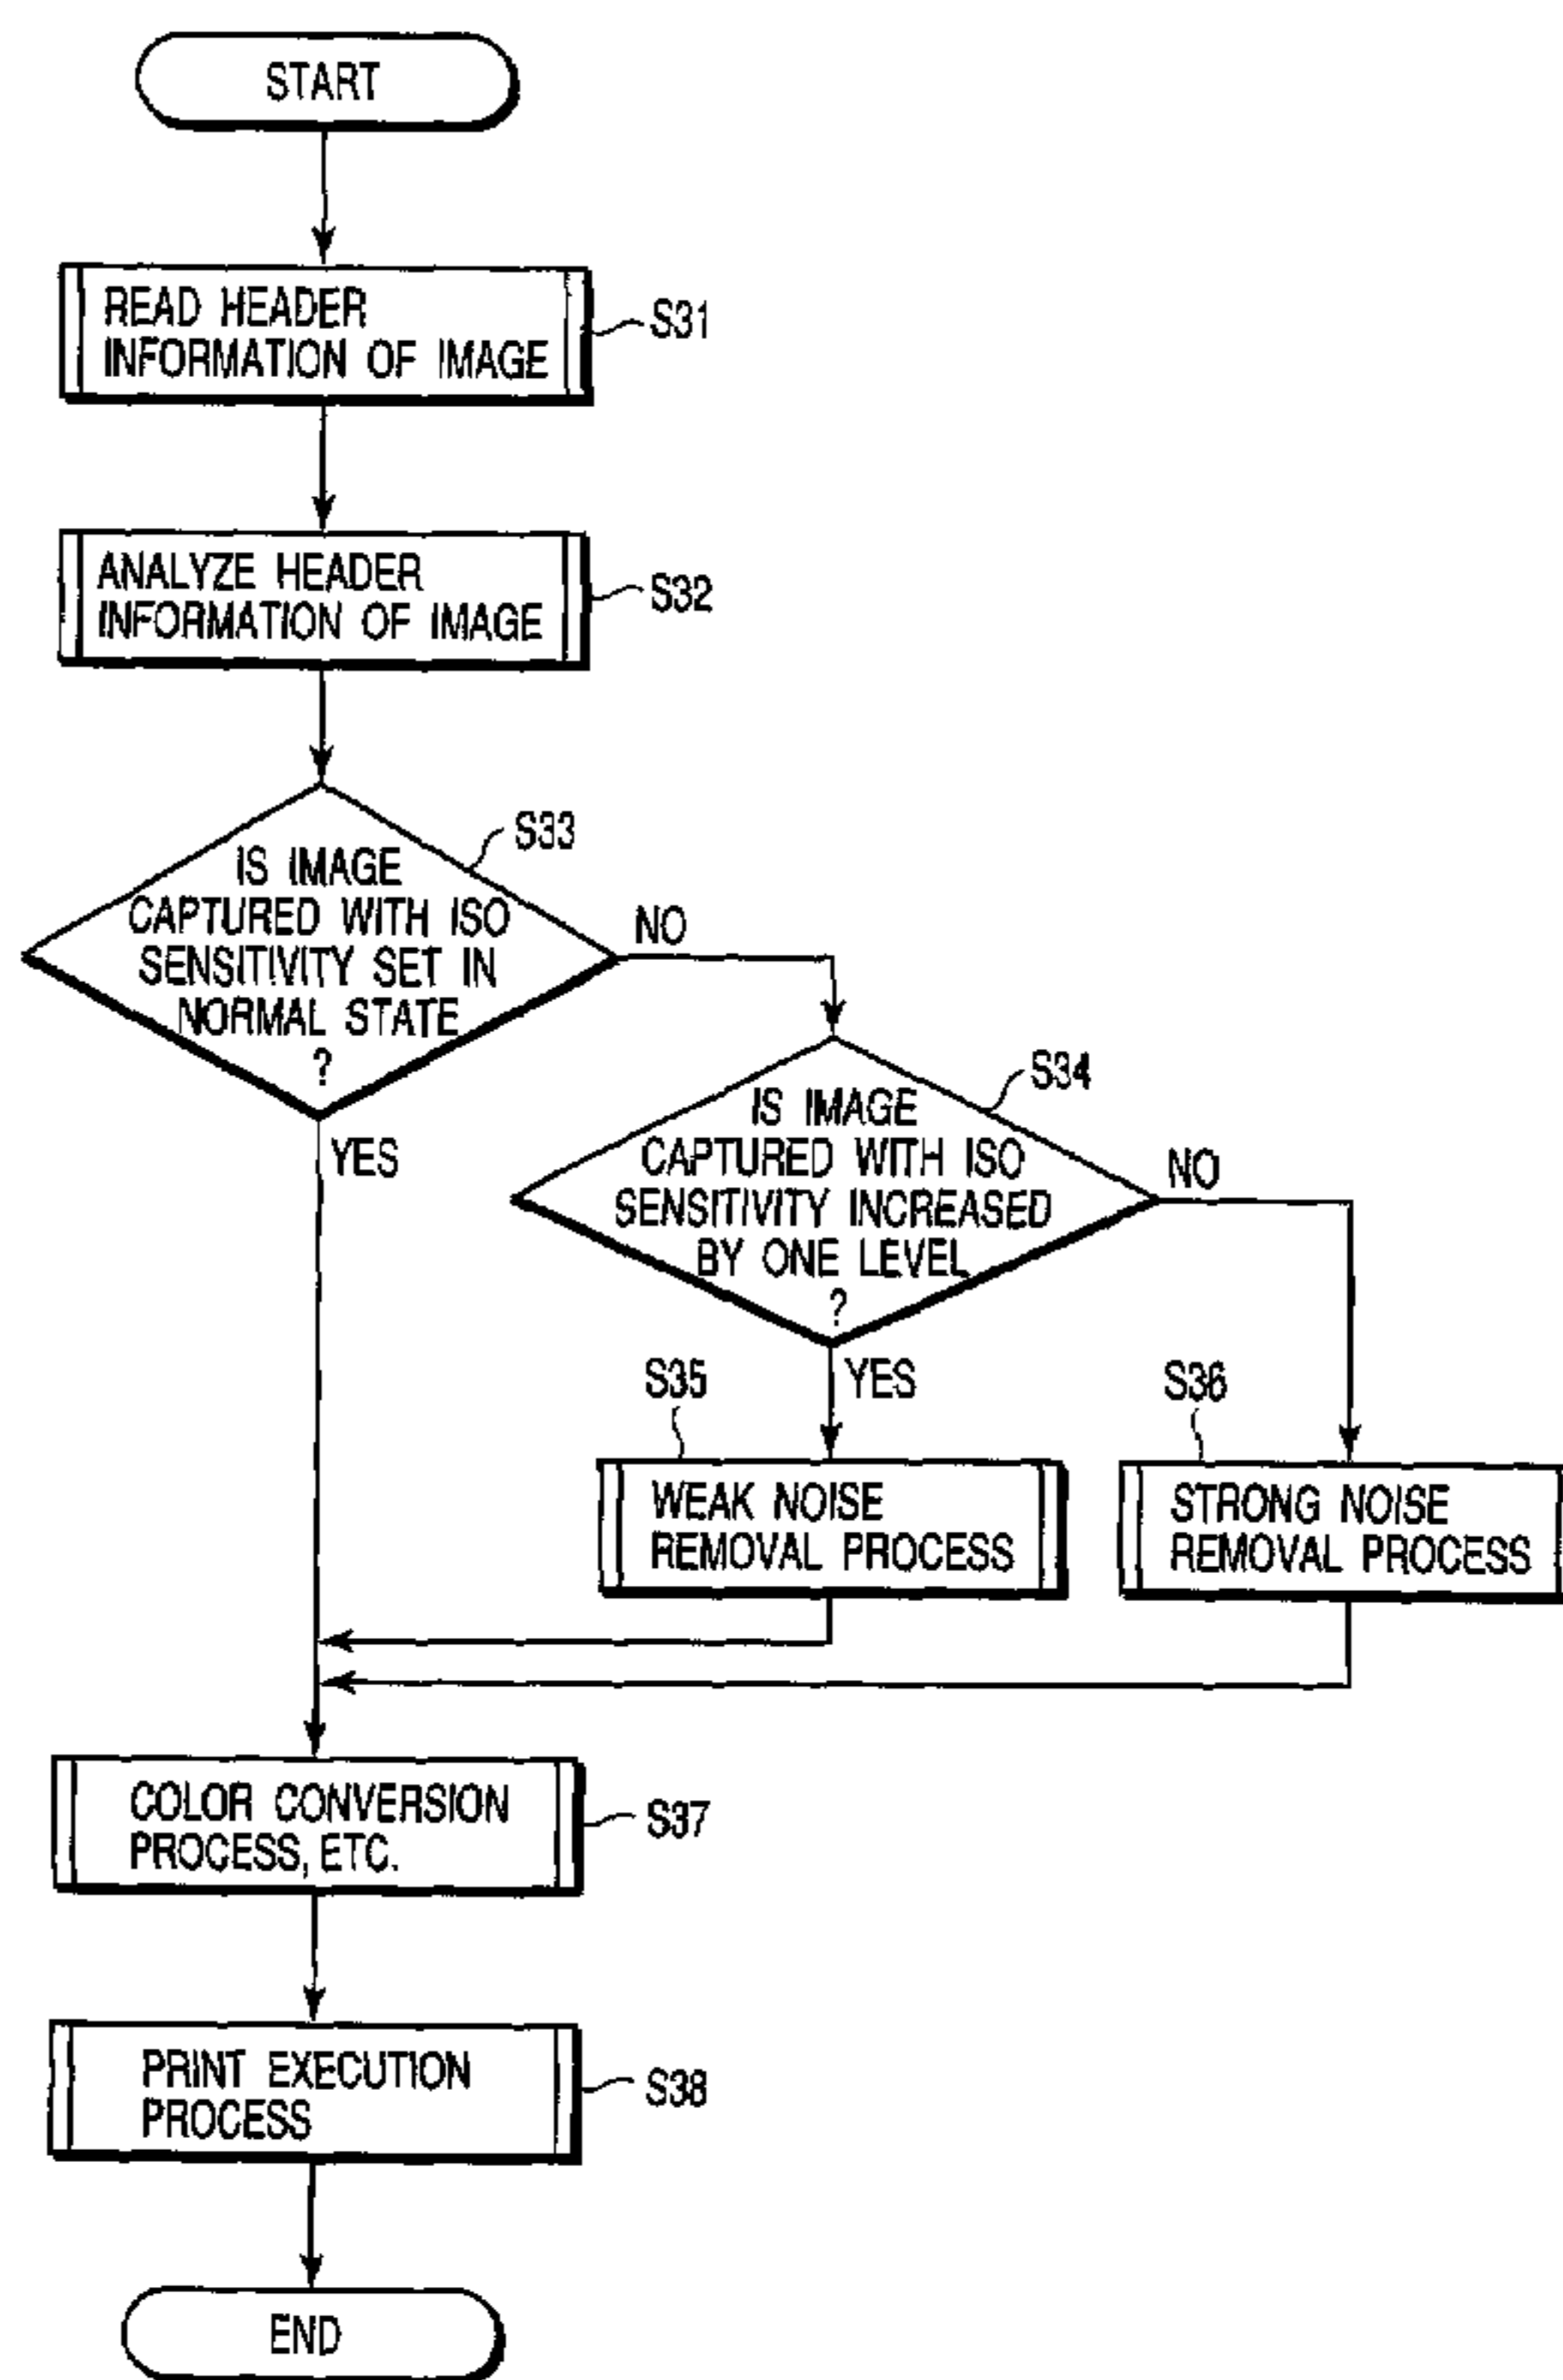 START
READ HEADER
INFORMATION OF IMAGE
S31
ANALYZE HEADER
INFORMATION OF IMAGE
S32
S33
IS IMAGE
CAPTURED WITH ISO
SENSITIVITY SET IN
NORMAL STATE
?
NO
YES
S34
IS IMAGE
CAPTURED WITH ISO
SENSITIVITY INCREASED
BY ONE LEVEL
?
NO
YES
S35
WEAK NOISE
REMOVAL PROCESS
S36
STRONG NOISE
REMOVAL PROCESS
COLOR CONVERSION
PROCESS, ETC.
S37
PRINT EXECUTION
PROCESS
S38
END